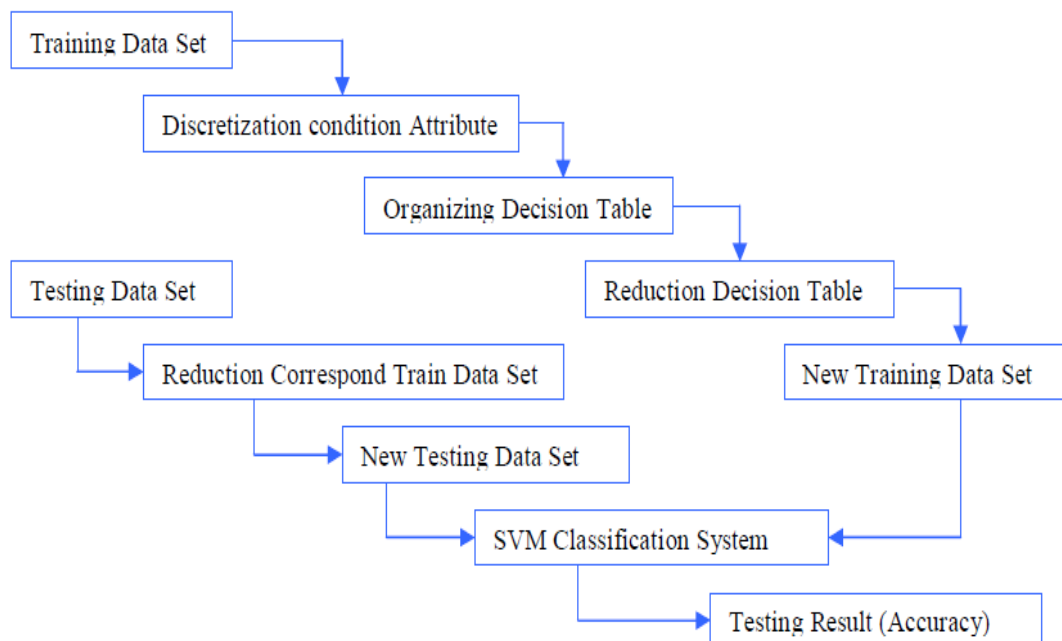 Training Data Set
Discretization condition Attribute
Organizing Decision Table
Testing Data Set
Reduction Decision Table
Reduction Correspond Train Data Set
New Training Data Set
New Testing Data Set
SVM Classification System
Testing Result (Accuracy)